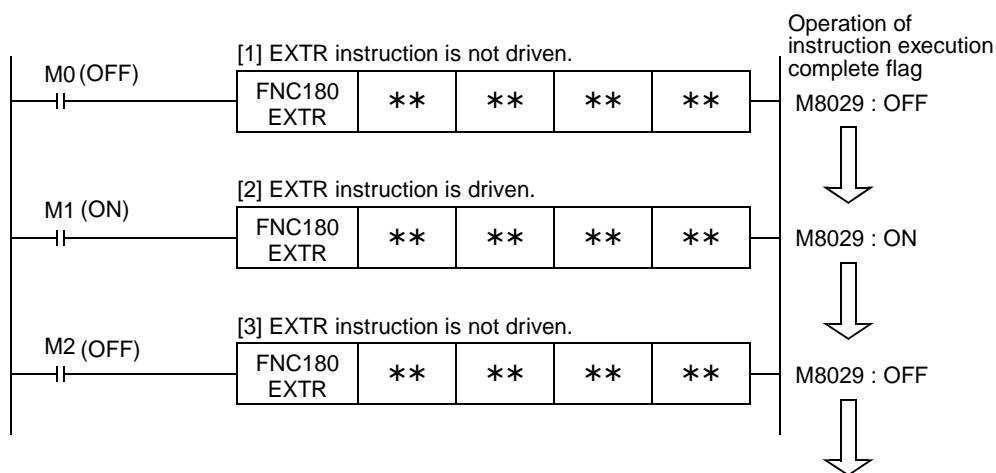 Operation of
instruction execution
complete flag
[1] EXTR instruction is not driven.
M0 (OFF)
FNC180
EXTR
** ** ** **
M8029 : OFF
[2] EXTR instruction is driven.
M1 (ON)
FNC180
EXTR
** ** ** **
M8029 : ON
[3] EXTR instruction is not driven.
M2 (OFF)
FNC180
EXTR
** ** ** **
M8029 : OFF